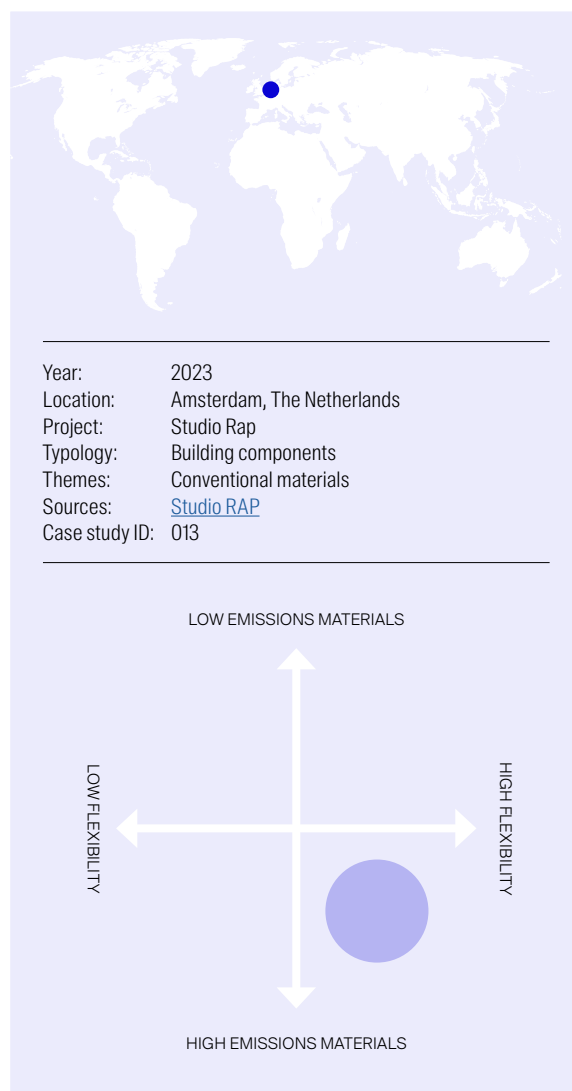 Year: 2023
Location: Amsterdam, The Netherlands
Project: Studio Rap
Typology: Building components
Themes: Conventional materials
Sources: Studio RAP
Case study ID: 013
LOW EMISSIONS MATERIALS
LOW FLEXIBILITY
HIGH FLEXIBILITY
HIGH EMISSIONS MATERIALS